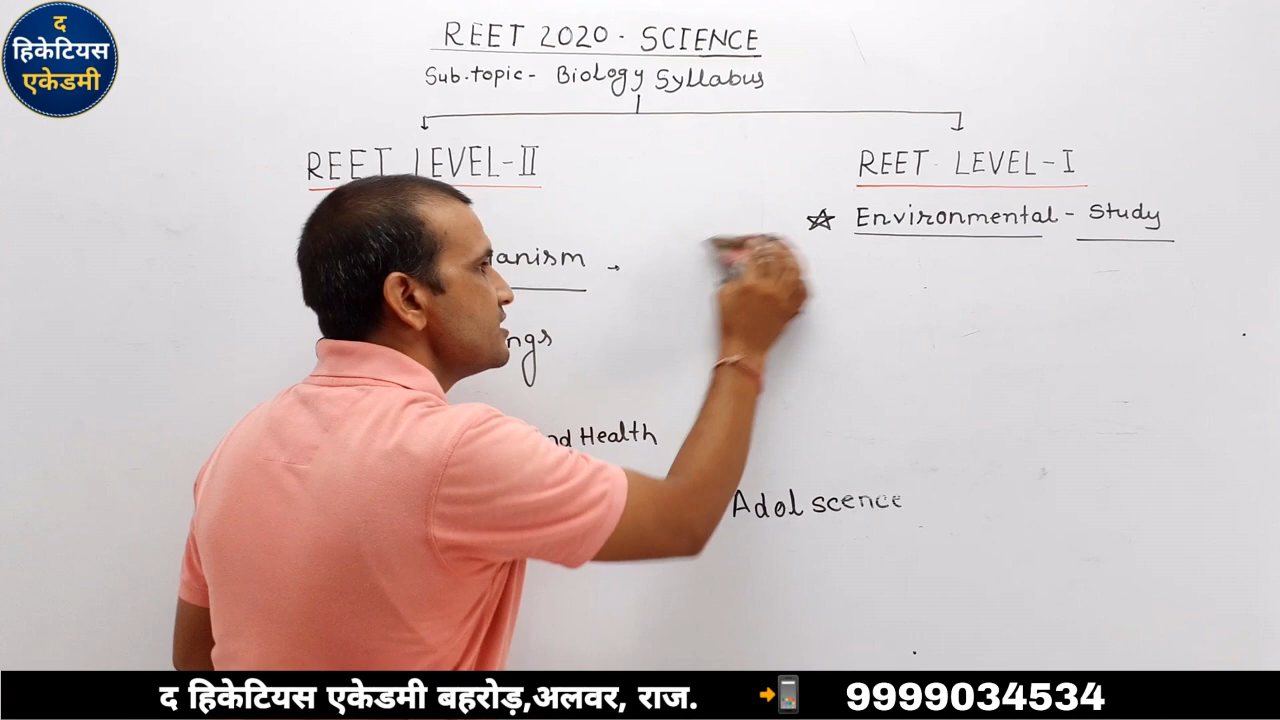 द
हिकेटियस
एकेडमी
REET 2020 - SCIENCE
Sub.topic - Biology Syllabus
REET LEVEL-II
REET LEVEL-I
Environmental - Study
anism
ngs
nd Health
Adolscence
द हिकेटियस एकेडमी बहरोड़,अलवर, राज.
9999034534